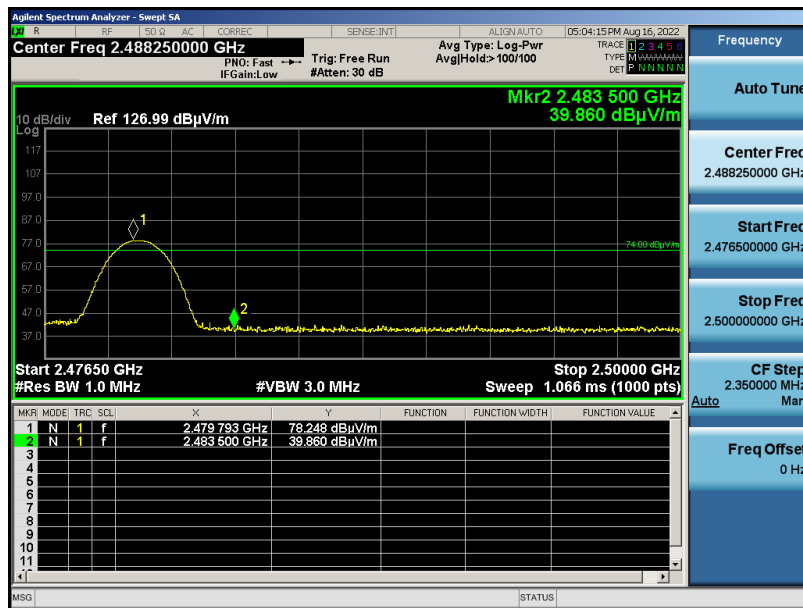 Agilent Spectrum Analyzer - Swept SA
LXI R RF 50 Ω AC CORREC SENSE:INT ALIGN AUTO 05:04:15 PM Aug 16, 2022
Center Freq 2.488250000 GHz
PNO: Fast
IFGain:Low
Trig: Free Run
#Atten: 30 dB
Avg Type: Log-Pwr
Avg|Hold:>100/100
TRACE 1 2 3 4 5 6
TYPE M
DET P N N N N N
Frequency
Mkr2 2.483 500 GHz
39.860 dBµV/m
10 dB/div Ref 126.99 dBµV/m
Log
117
107
97.0
87.0
77.0
67.0
57.0
47.0
37.0
1
2
74.00 dBµV/m
Start 2.47650 GHz Stop 2.50000 GHz
#Res BW 1.0 MHz #VBW 3.0 MHz Sweep 1.066 ms (1000 pts)
MKR MODE TRC SCL X Y FUNCTION FUNCTION WIDTH FUNCTION VALUE
1 N 1 f 2.479 793 GHz 78.248 dBµV/m
2 N 1 f 2.483 500 GHz 39.860 dBµV/m
3
4
5
6
7
8
9
10
11
Auto Tune
Center Freq
2.488250000 GHz
Start Freq
2.476500000 GHz
Stop Freq
2.500000000 GHz
CF Step
2.350000 MHz
Auto Man
Freq Offset
0 Hz
MSG STATUS